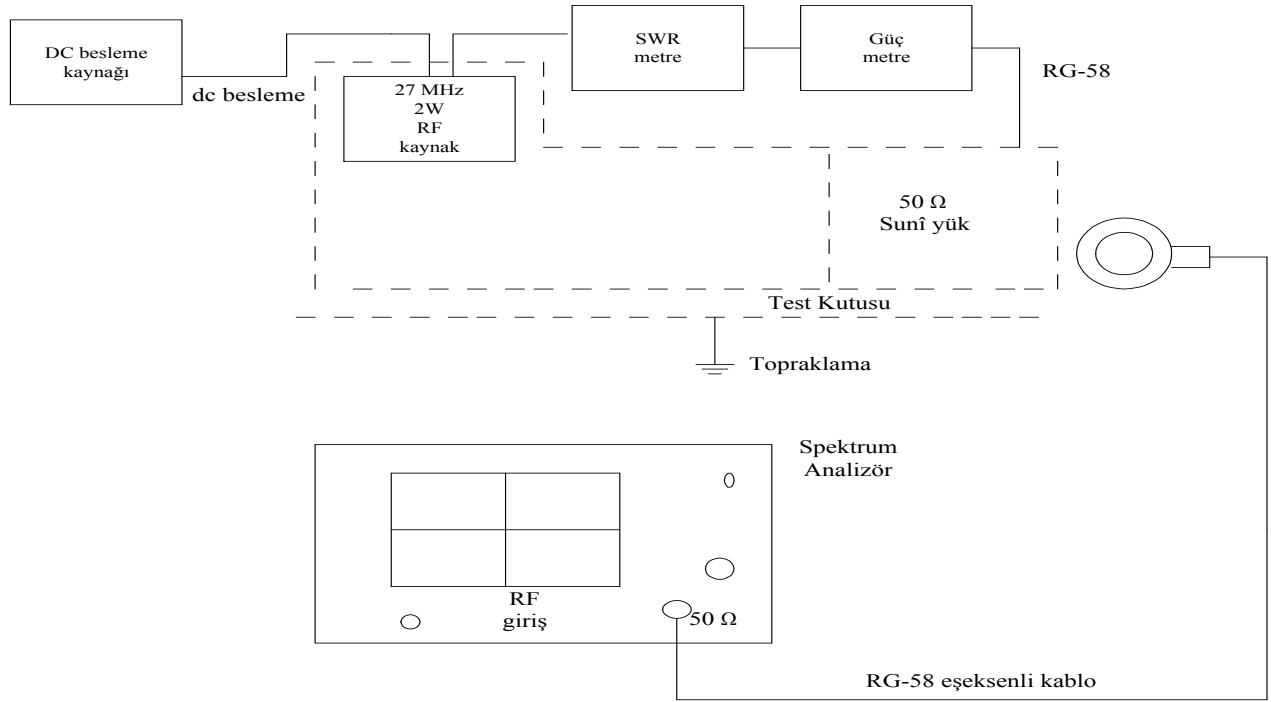 DC besleme
kaynağı
dc besleme
27 MHz
2W
RF
kaynak
SWR
metre
Güç
metre
RG-58
50 Ω
Sunî yük
Test Kutusu
Topraklama
Spektrum
Analizör
RF
giriş
50 Ω
RG-58 eşeksenli kablo